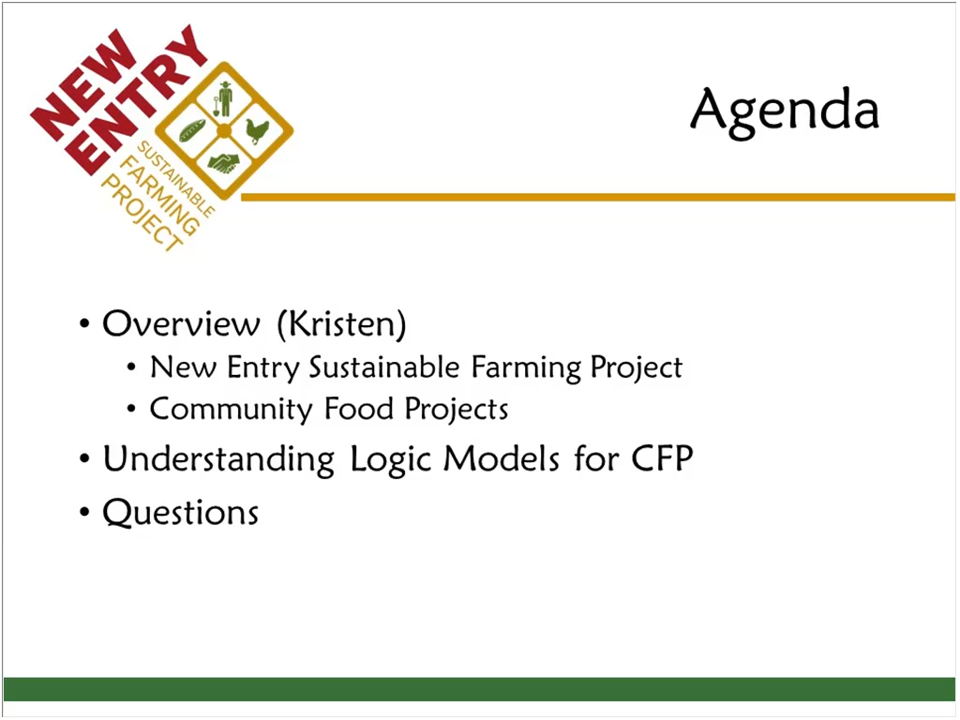 NEW
ENTRY
SUSTAINABLE
FARMING
PROJECT
Agenda
• Overview (Kristen)
• New Entry Sustainable Farming Project
• Community Food Projects
• Understanding Logic Models for CFP
• Questions